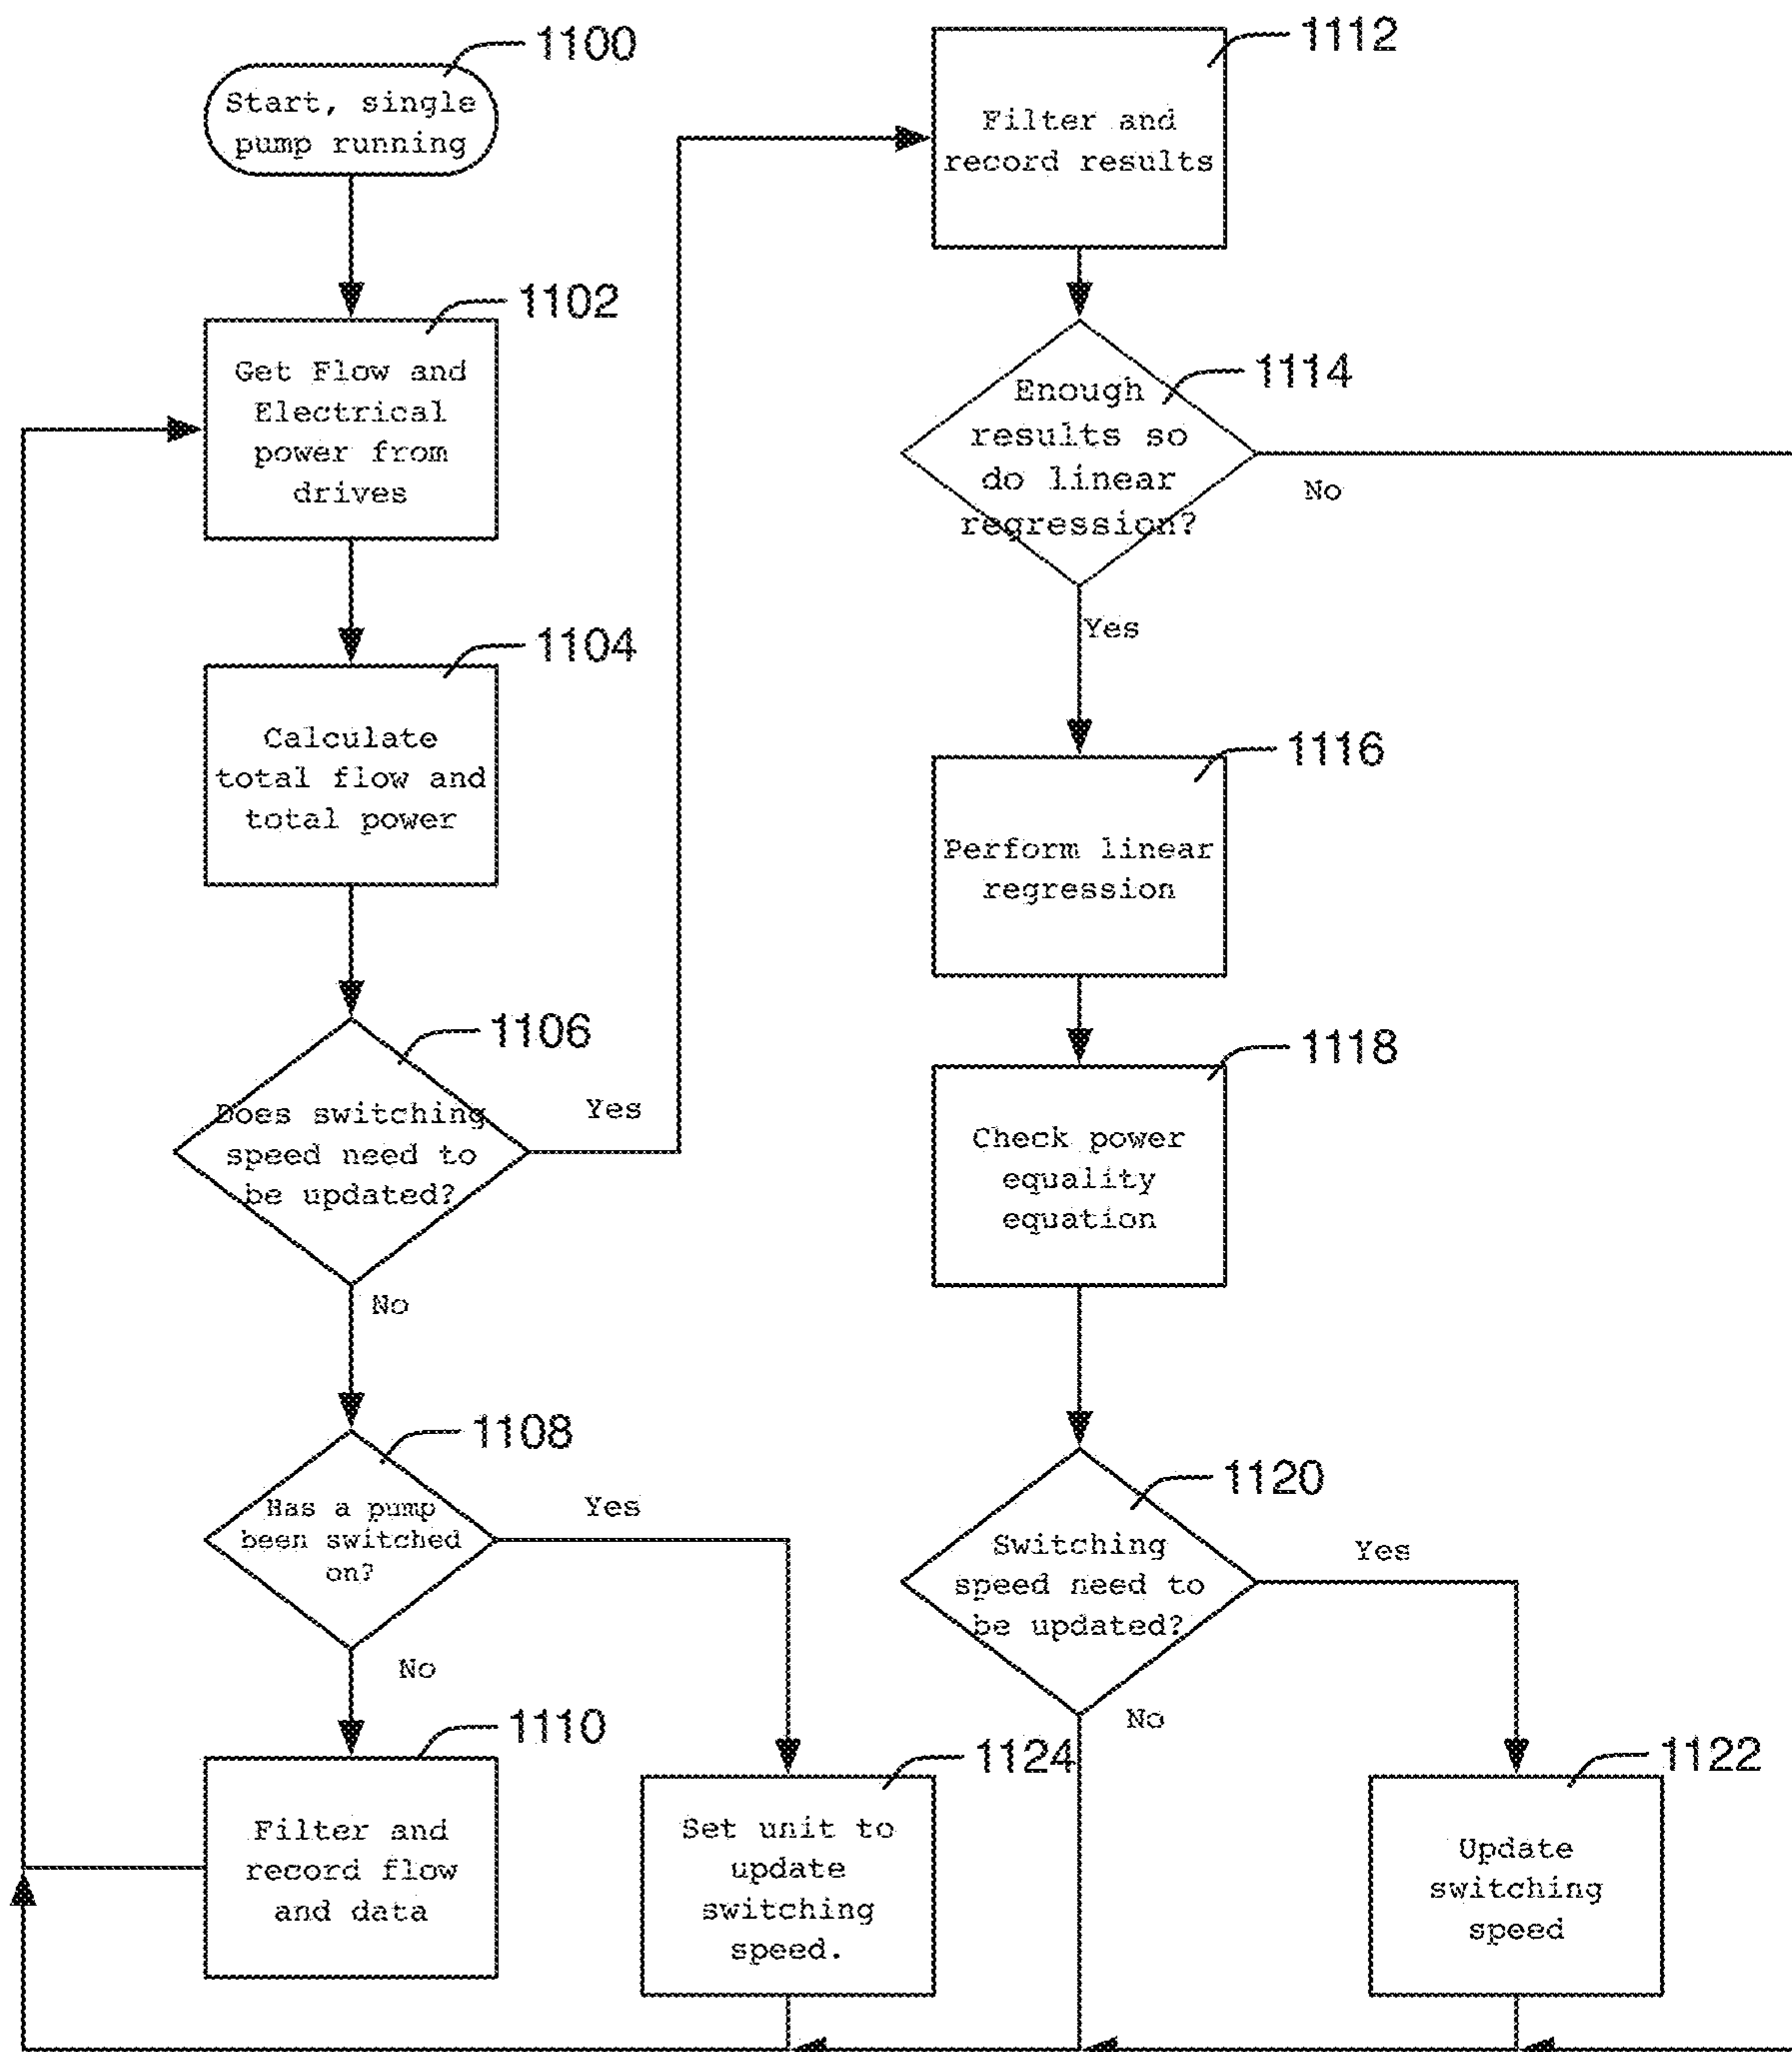 1100
Start, single
pump running
1102
Get Flow and
Electrical
power from
drives
1104
Calculate
total flow and
total power
1106
Does switching
speed need to
be updated?
Yes
No
1108
Has a pump
been switched
on?
Yes
No
1110
Filter and
record flow
and data
1124
Set unit to
update
switching
speed.
1112
Filter and
record results
1114
Enough
results so
do linear
regression?
No
Yes
1116
Perform linear
regression
1118
Check power
equality
equation
1120
Switching
speed need to
be updated?
Yes
No
1122
Update
switching
speed